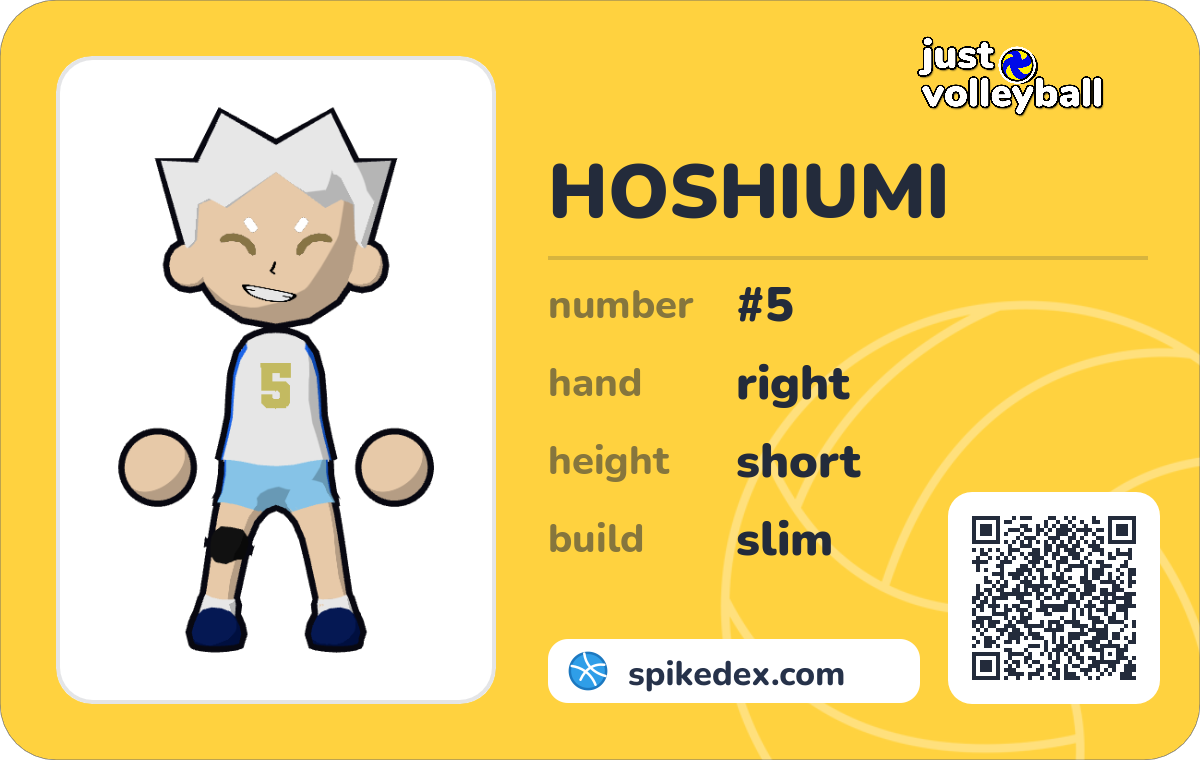 just
volleyball
HOSHIUMI
number #5
hand right
height short
build slim
5
spikedex.com